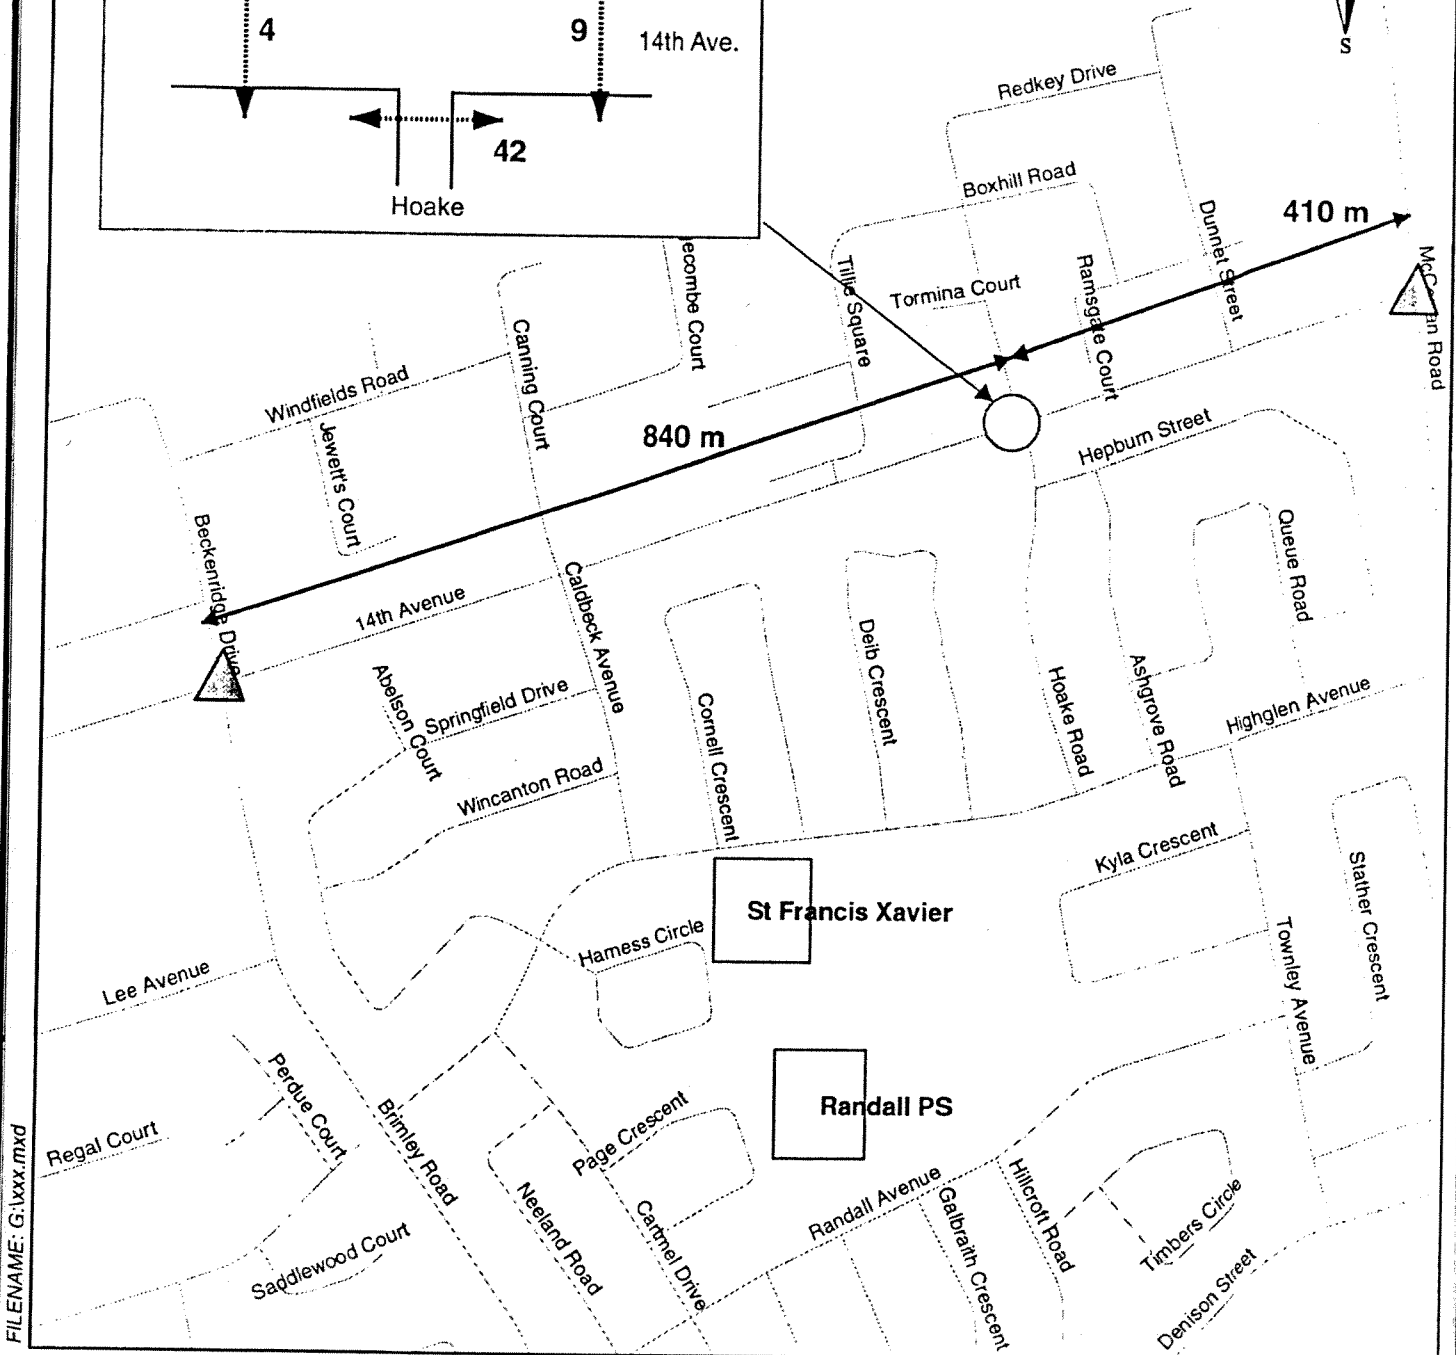 4
9
14th Ave.
42
Hoake
S
Redkey Drive
Boxhill Road
410 m
Dunnet Street
Tillie Square
Tormina Court
Ramsgate Court
Canning Court
Windfields Road
Jewett's Court
840 m
Hepburn Street
Queue Road
Beckenridge Drive
14th Avenue
Caldbeck Avenue
Deib Crescent
Abelson Court
Springfield Drive
Cornell Crescent
Hoake Road
Ashgrove Road
Highglen Avenue
Wincanton Road
Kyla Crescent
Stather Crescent
St Francis Xavier
Harness Circle
Townley Avenue
Lee Avenue
Perdue Court
Randall PS
Regal Court
Brimley Road
Page Crescent
Neeland Road
Cartmel Drive
Randall Avenue
Galbraith Crescent
Hillcroft Road
Timbers Circle
Saddlewood Court
Denison Street
Court
Road
FILENAME: G:\xxx.mxd